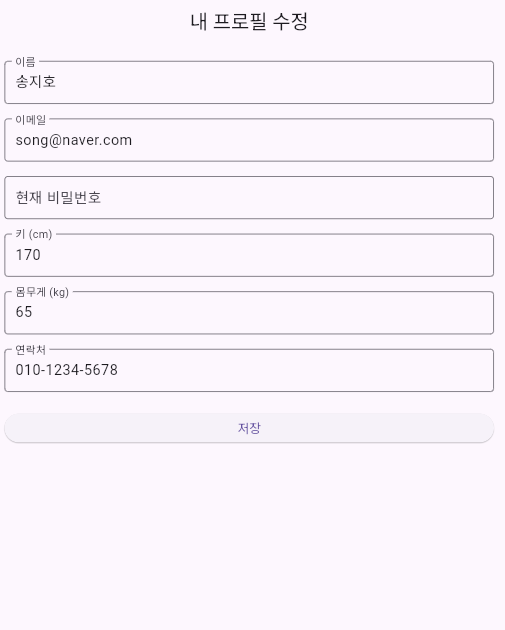 내 프로필 수정
이름
송지호
이메일
song@naver.com
현재 비밀번호
키 (cm)
170
몸무게 (kg)
65
연락처
010-1234-5678
저장